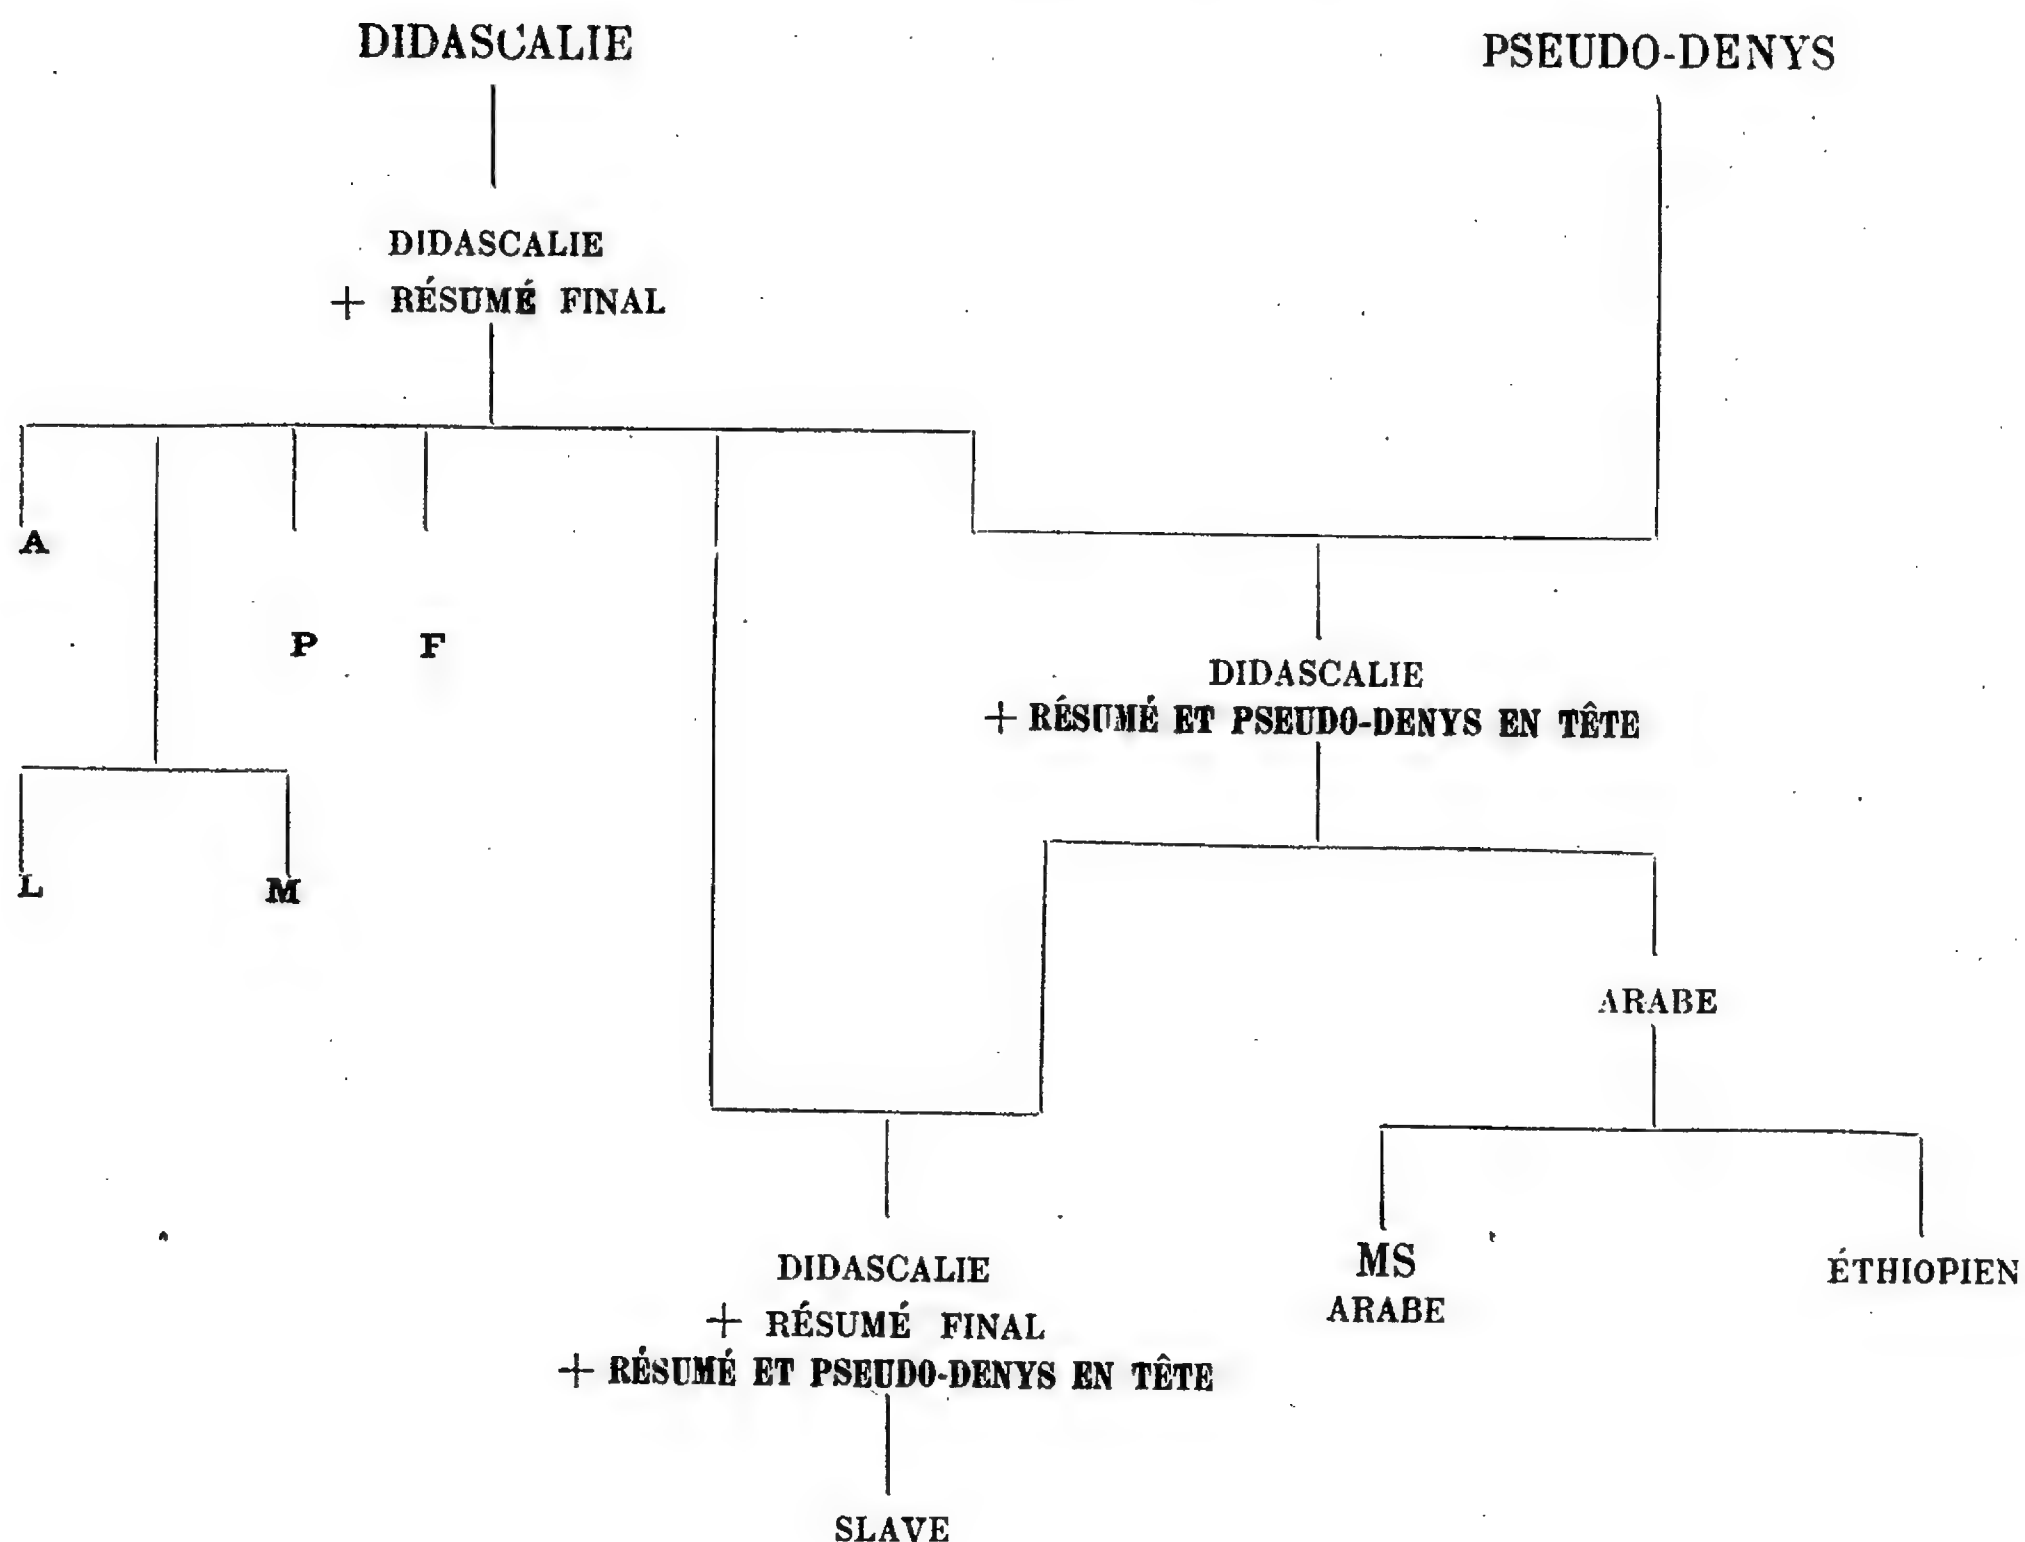 DIDASCALIE
PSEUDO-DENYS
DIDASCALIE
+ RÉSUMÉ FINAL
A
P
F
DIDASCALIE
+ RÉSUMÉ ET PSEUDO-DENYS EN TÊTE
L
M
ARABE
MS
ARABE
ÉTHIOPIEN
DIDASCALIE
+ RÉSUMÉ FINAL
+ RÉSUMÉ ET PSEUDO-DENYS EN TÊTE
SLAVE